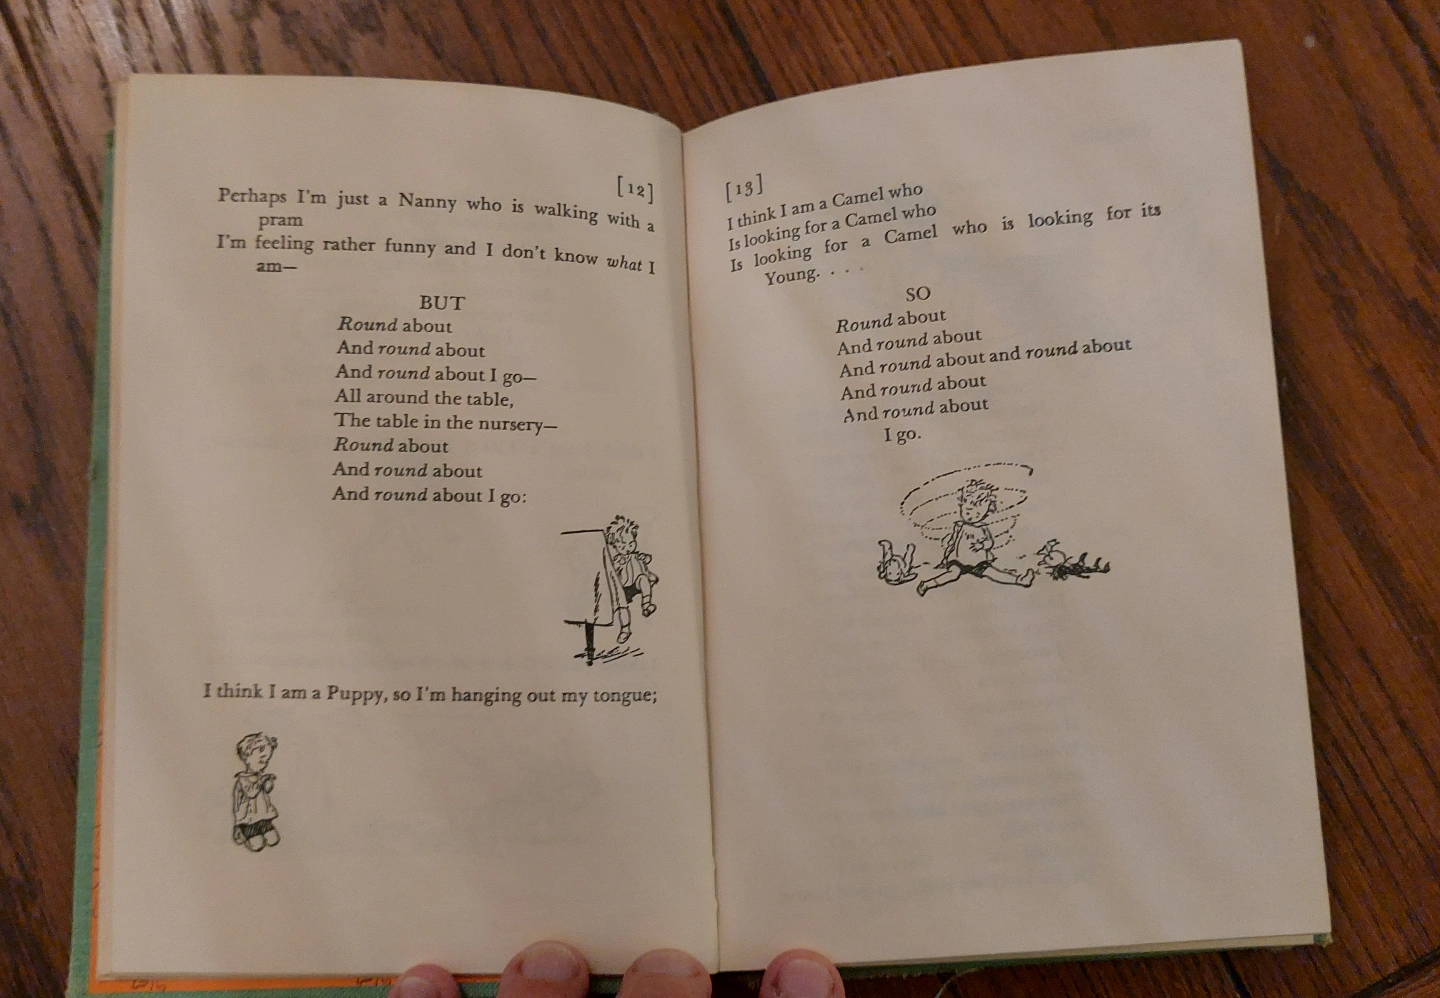 [12]
Perhaps I'm just a Nanny who is walking with a
pram
I'm feeling rather funny and I don't know what I
am—
BUT
Round about
And round about
And round about I go—
All around the table,
The table in the nursery—
Round about
And round about
And round about I go:
I think I am a Puppy, so I'm hanging out my tongue;
[13]
I think I am a Camel who
Is looking for a Camel who
Is looking for a Camel who is looking for its
Young. . . .
SO
Round about
And round about
And round about and round about
And round about
And round about
I go.